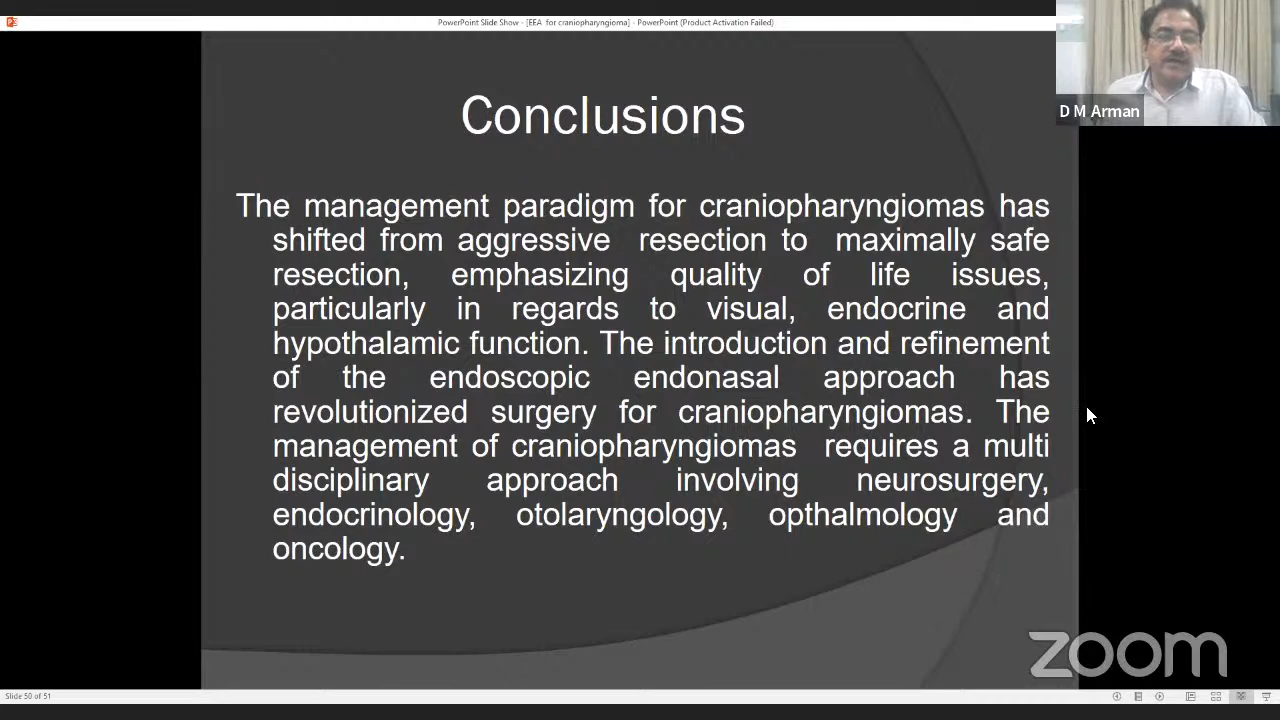 PowerPoint Slide Show - [EEA for craniopharyngioma] - PowerPoint (Product Activation Failed)
D M Arman
Conclusions
The management paradigm for craniopharyngiomas has
shifted from aggressive resection to maximally safe
resection, emphasizing quality of life issues,
particularly in regards to visual, endocrine and
hypothalamic function. The introduction and refinement
of the endoscopic endonasal approach has
revolutionized surgery for craniopharyngiomas. The
management of craniopharyngiomas requires a multi
disciplinary approach involving neurosurgery,
endocrinology, otolaryngology, opthalmology and
oncology.
zoom
Slide 50 of 51